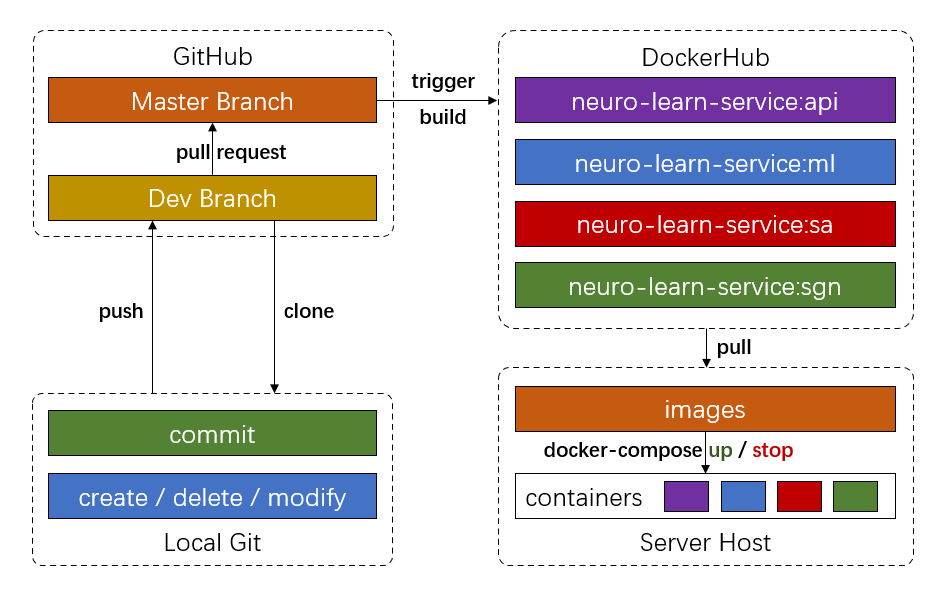 GitHub
Master Branch
pull request
Dev Branch
trigger
build
DockerHub
neuro-learn-service:api
neuro-learn-service:ml
neuro-learn-service:sa
neuro-learn-service:sgn
push
clone
pull
commit
create / delete / modify
Local Git
images
docker-compose up / stop
containers
Server Host